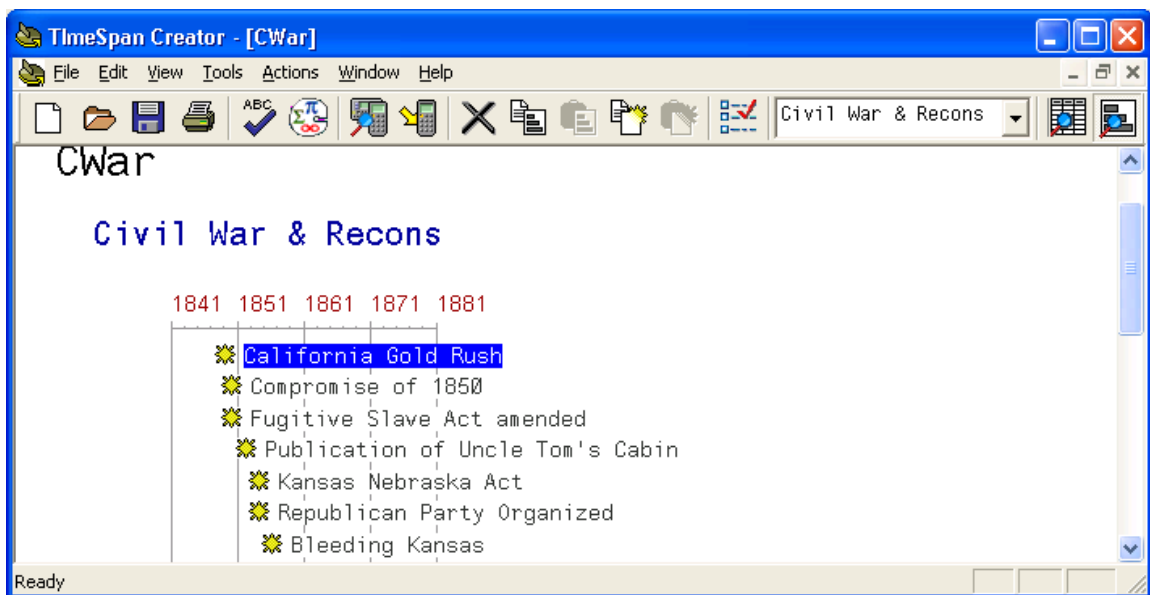 TImeSpan Creator - [CWar]
File Edit View Tools Actions Window Help
ABC Civil War & Recons
CWar
Civil War & Recons
1841 1851 1861 1871 1881
California Gold Rush
Compromise of 1850
Fugitive Slave Act amended
Publication of Uncle Tom's Cabin
Kansas Nebraska Act
Republican Party Organized
Bleeding Kansas
Ready